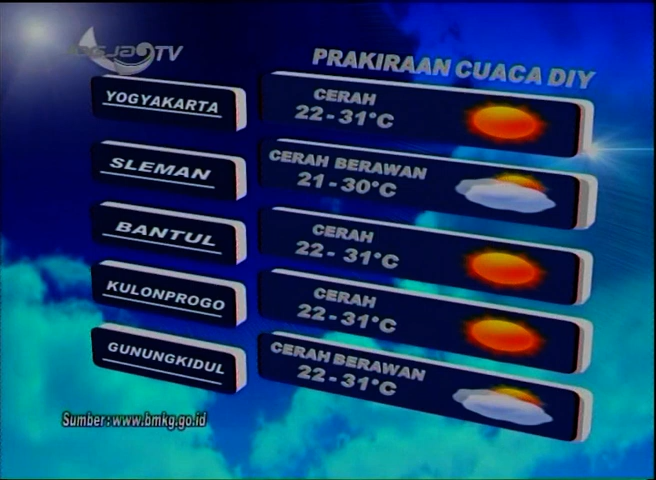 JOGJA TV
PRAKIRAAN CUACA DIY
YOGYAKARTA
CERAH
22 - 31°C
SLEMAN
CERAH BERAWAN
21 - 30°C
BANTUL
CERAH
22 - 31°C
KULONPROGO
CERAH
22 - 31°C
GUNUNGKIDUL
CERAH BERAWAN
22 - 31°C
Sumber : www.bmkg.go.id